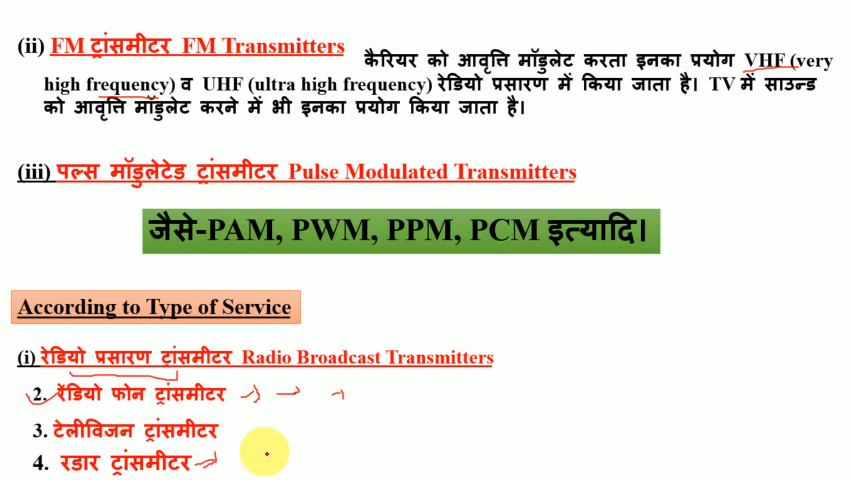 (ii) FM ट्रांसमीटर FM Transmitters
कैरियर को आवृत्ति मॉडुलेट करता इनका प्रयोग VHF (very
high frequency) व UHF (ultra high frequency) रेडियो प्रसारण में किया जाता है। TV में साउन्ड
को आवृत्ति मॉडुलेट करने में भी इनका प्रयोग किया जाता है।
(iii) पल्स मॉडुलेटेड ट्रांसमीटर Pulse Modulated Transmitters
जैसे-PAM, PWM, PPM, PCM इत्यादि।
According to Type of Service
(i) रेडियो प्रसारण ट्रांसमीटर Radio Broadcast Transmitters
2. रेंडियो फोन ट्रांसमीटर
3. टेलीविजन ट्रांसमीटर
4. रडार ट्रांसमीटर